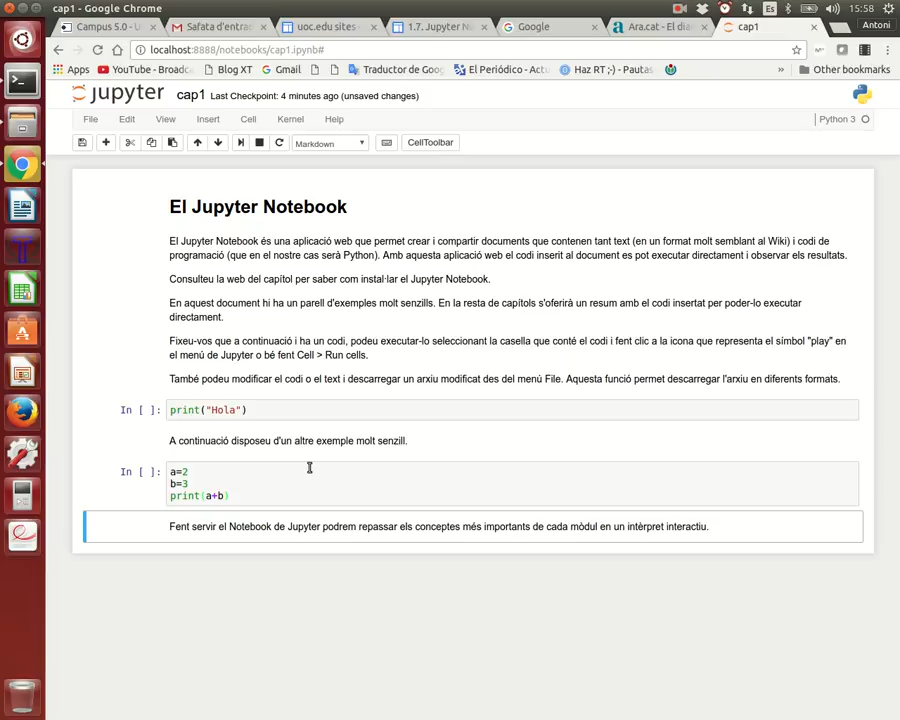 cap1 - Google Chrome
Es
15:58
Campus 5.0
Safata d'entra
uoc.edu sites
1.7. Jupyter N
Google
Ara.cat - El dia
cap1
Antoni
localhost:8888/notebooks/cap1.ipynb#
Apps
YouTube - Broadca
Blog XT
Gmail
Traductor de Goo
El Periódico - Actu
Haz RT ;-) - Pautas
»
Other bookmarks
jupyter
cap1 Last Checkpoint: 4 minutes ago (unsaved changes)
File Edit View Insert Cell Kernel Help
Python 3
Markdown
CellToolbar
El Jupyter Notebook
El Jupyter Notebook és una aplicació web que permet crear i compartir documents que contenen tant text (en un format molt semblant al Wiki) i codi de
programació (que en el nostre cas serà Python). Amb aquesta aplicació web el codi inserit al document es pot executar directament i observar els resultats.
Consulteu la web del capítol per saber com instal·lar el Jupyter Notebook.
En aquest document hi ha un parell d'exemples molt senzills. En la resta de capítols s'oferirà un resum amb el codi insertat per poder-lo executar
directament.
Fixeu-vos que a continuació i ha un codi, podeu executar-lo seleccionant la casella que conté el codi i fent clic a la icona que representa el símbol "play" en
el menú de Jupyter o bé fent Cell > Run cells.
També podeu modificar el codi o el text i descarregar un arxiu modificat des del menú File. Aquesta funció permet descarregar l'arxiu en diferents formats.
In [ ]: print("Hola")
A continuació disposeu d'un altre exemple molt senzill.
In [ ]: a=2
b=3
print(a+b)
Fent servir el Notebook de Jupyter podrem repassar els conceptes més importants de cada mòdul en un intèrpret interactiu.